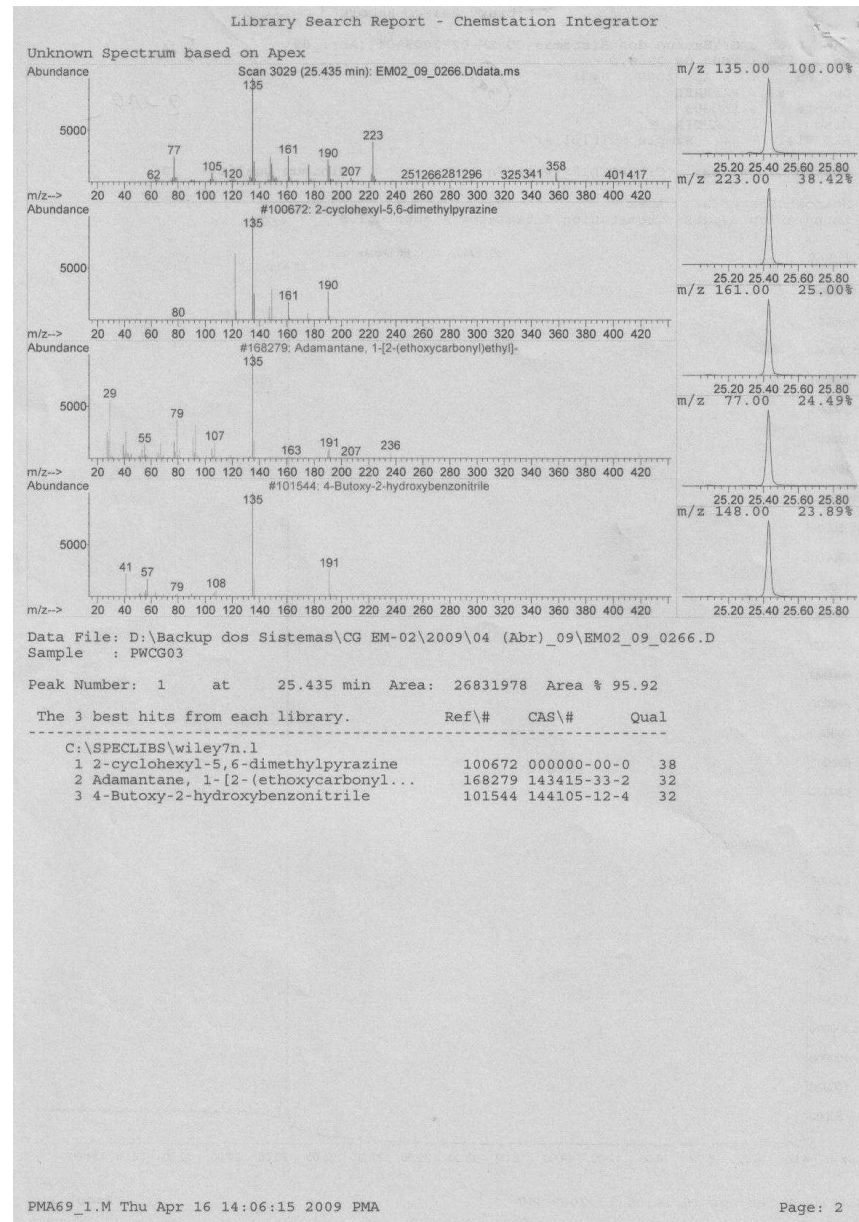 Library Search Report - Chemstation Integrator
Unknown Spectrum based on Apex
Abundance
Scan 3029 (25.435 min): EM02_09_0266.D\data.ms
135
5000
77
161
190
223
62
105
120
207
251 266 281 296
325 341
358
401 417
m/z-->
20 40 60 80 100 120 140 160 180 200 220 240 260 280 300 320 340 360 380 400 420
Abundance
#100672: 2-cyclohexyl-5,6-dimethylpyrazine
135
5000
80
161
190
m/z-->
20 40 60 80 100 120 140 160 180 200 220 240 260 280 300 320 340 360 380 400 420
Abundance
#168279: Adamantane, 1-[2-(ethoxycarbonyl)ethyl]-
135
29
5000
79
55
107
163
191
207
236
m/z-->
20 40 60 80 100 120 140 160 180 200 220 240 260 280 300 320 340 360 380 400 420
Abundance
#101544: 4-Butoxy-2-hydroxybenzonitrile
135
5000
41
57
79
108
191
m/z-->
20 40 60 80 100 120 140 160 180 200 220 240 260 280 300 320 340 360 380 400 420
m/z 135.00 100.00%
25.20 25.40 25.60 25.80
m/z 223.00 38.42%
25.20 25.40 25.60 25.80
m/z 161.00 25.00%
25.20 25.40 25.60 25.80
m/z 77.00 24.49%
25.20 25.40 25.60 25.80
m/z 148.00 23.89%
25.20 25.40 25.60 25.80
Data File: D:\Backup dos Sistemas\CG EM-02\2009\04 (Abr)_09\EM02_09_0266.D
Sample : PWCG03
Peak Number: 1 at 25.435 min Area: 26831978 Area % 95.92
The 3 best hits from each library. Ref\# CAS\# Qual
C:\SPECLIBS\wiley7n.l
1 2-cyclohexyl-5,6-dimethylpyrazine 100672 000000-00-0 38
2 Adamantane, 1-[2-(ethoxycarbonyl... 168279 143415-33-2 32
3 4-Butoxy-2-hydroxybenzonitrile 101544 144105-12-4 32
PMA69_1.M Thu Apr 16 14:06:15 2009 PMA Page: 2